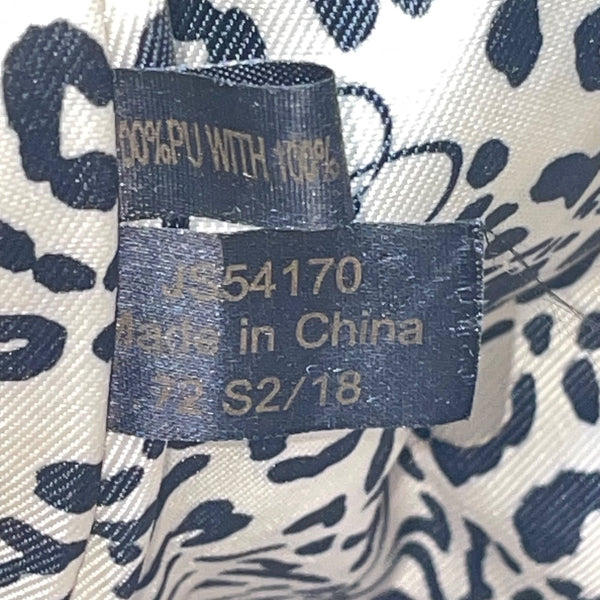 00%PU WITH 100%
JS54170
Made in China
72 S2/18